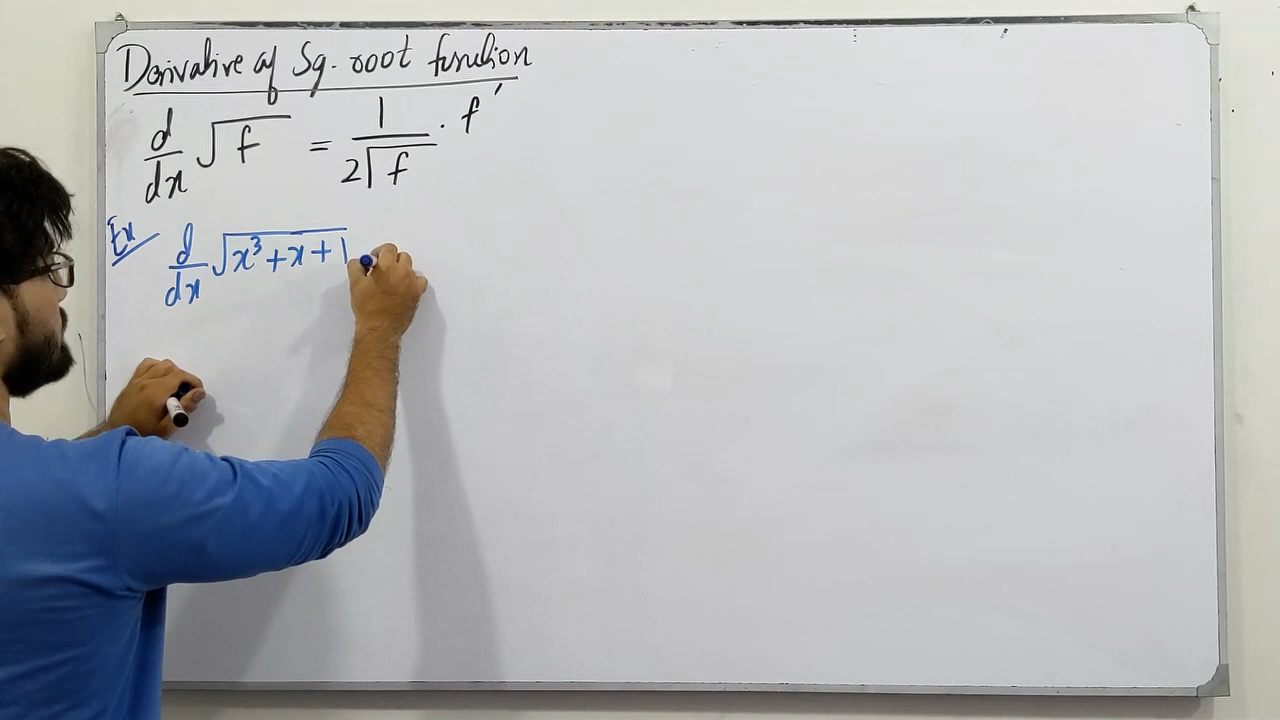 Derivative of Sq. root function
d/dx √f = 1/(2√f) · f'
Ex d/dx √(x³+x+1)